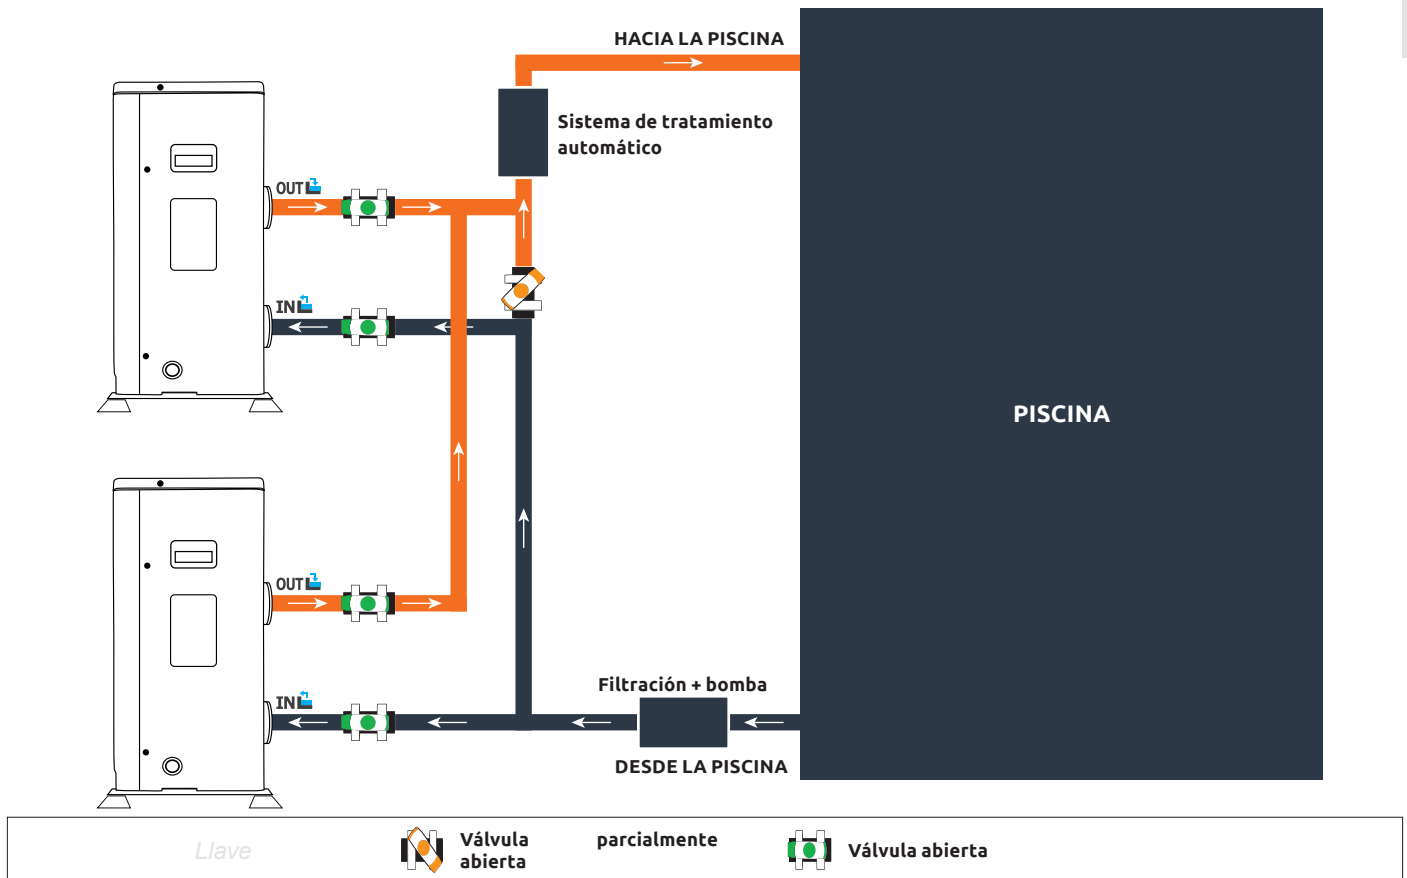 HACIA LA PISCINA
Sistema de tratamiento
automático
OUT
IN
PISCINA
OUT
Filtración + bomba
IN
DESDE LA PISCINA
Llave
Válvula parcialmente
abierta
Válvula abierta